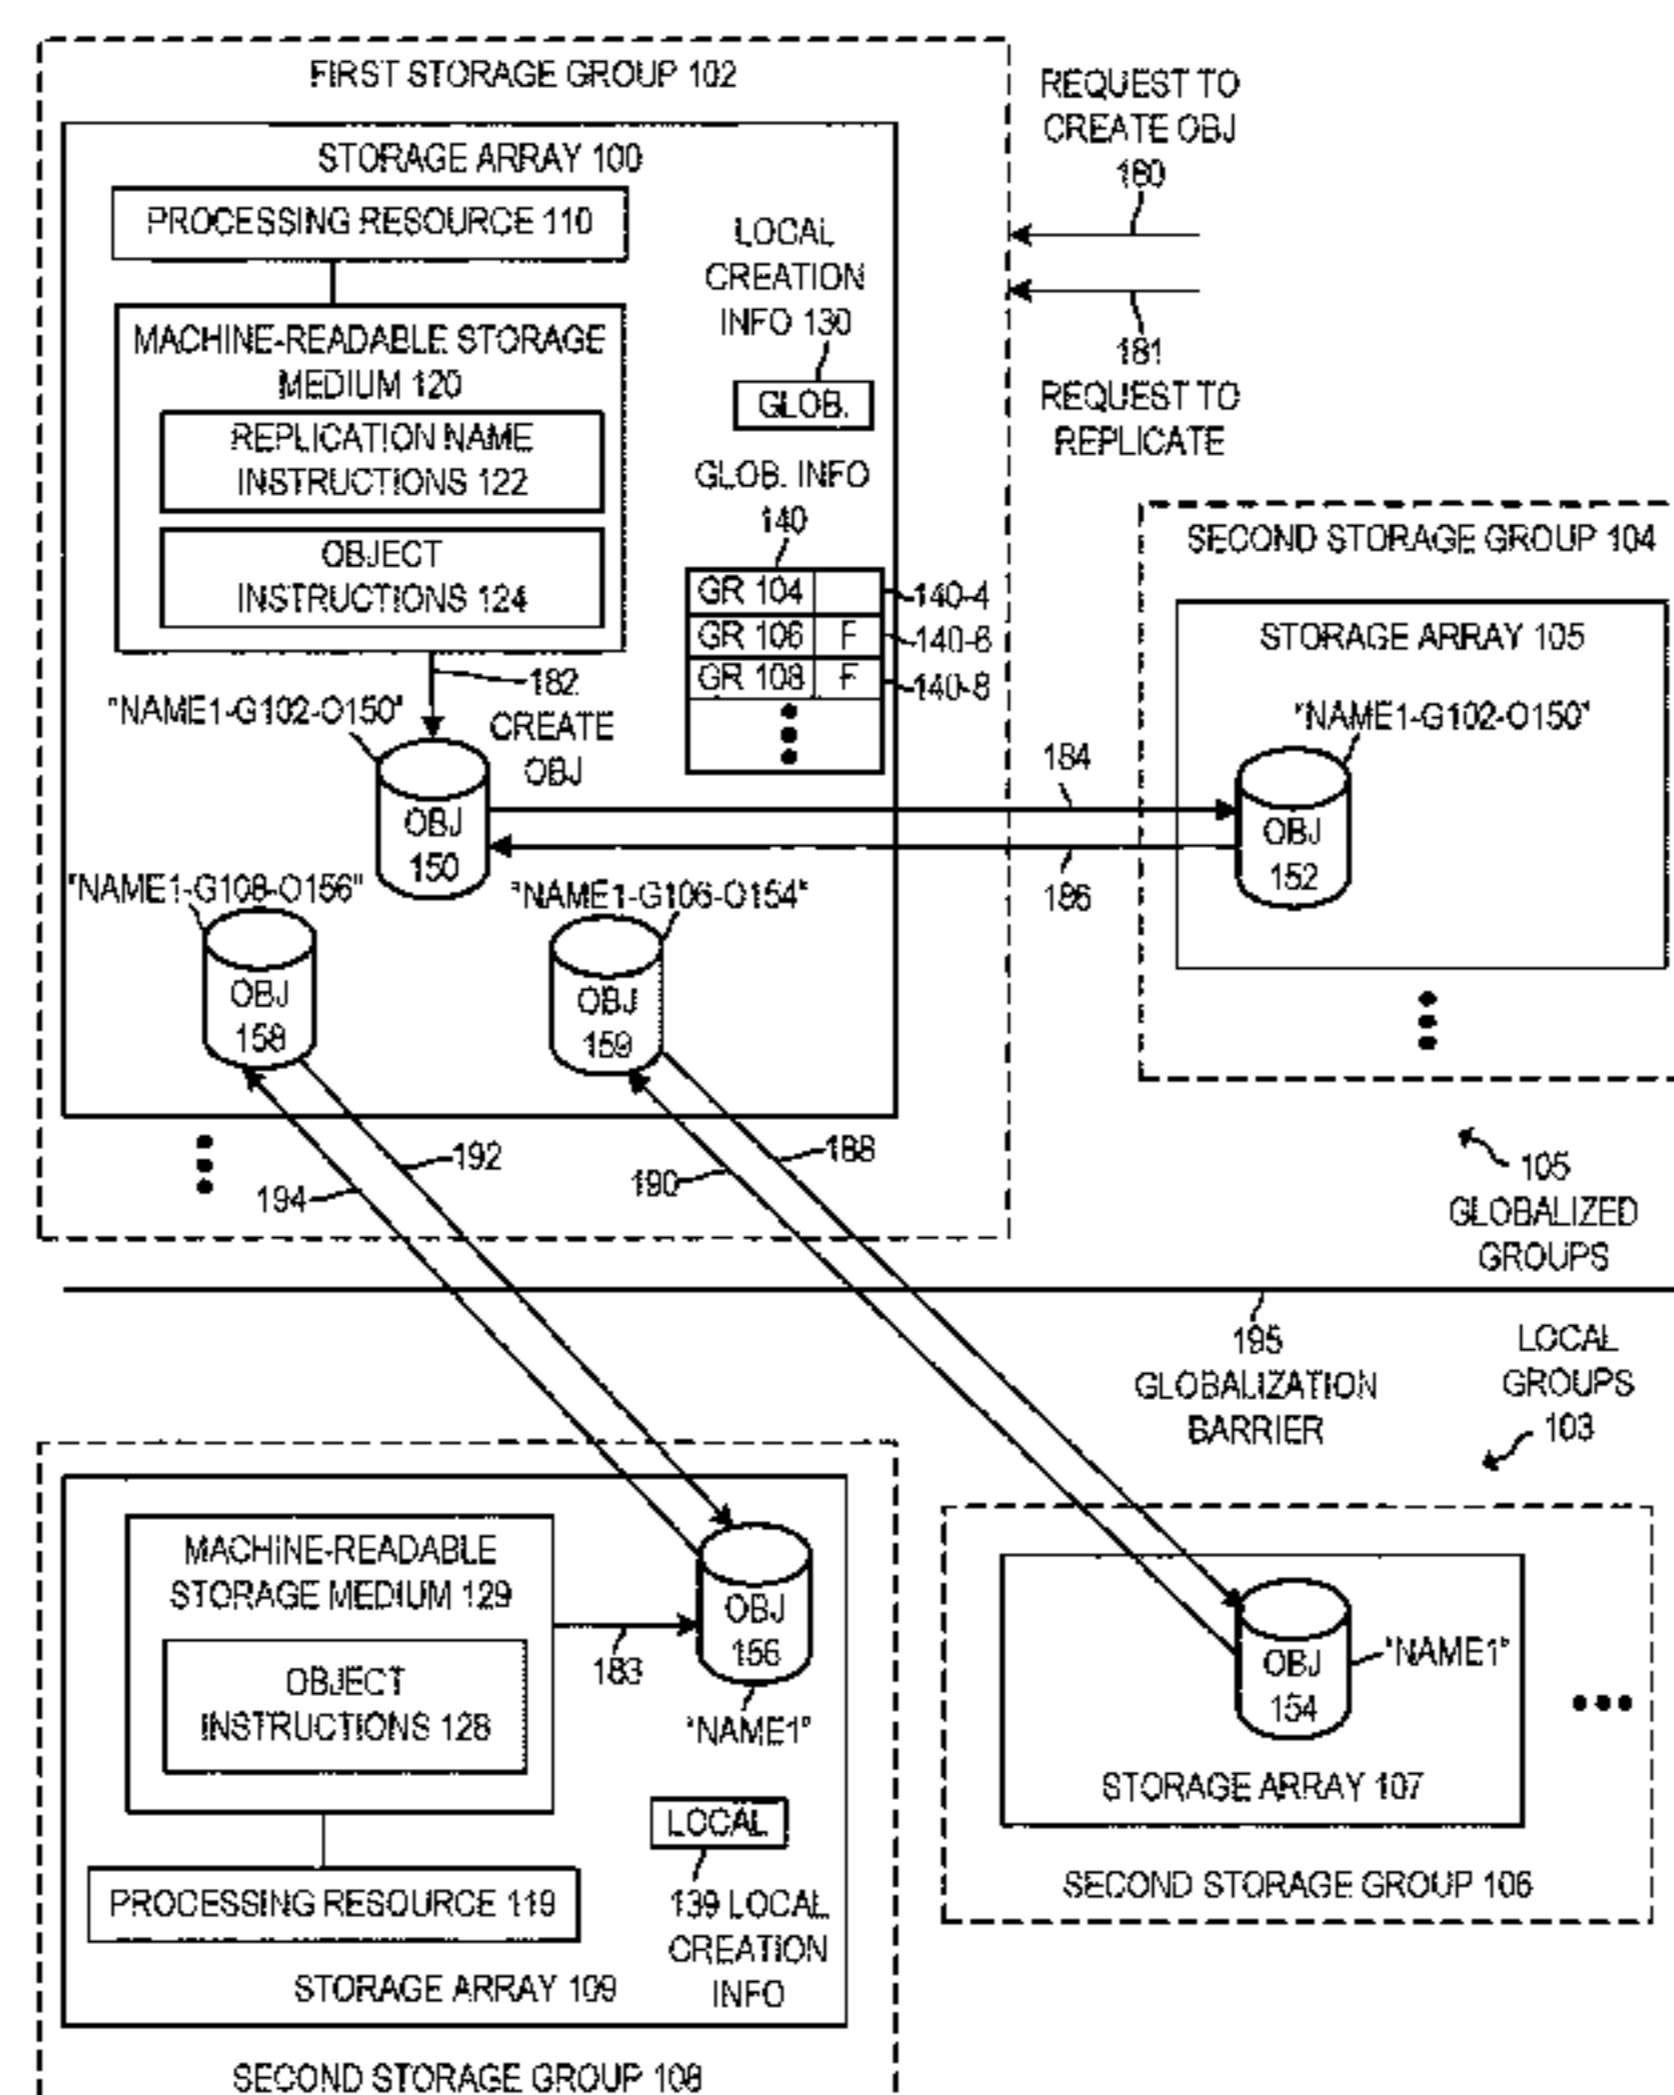 FIRST STORAGE GROUP 102
STORAGE ARRAY 100
PROCESSING RESOURCE 110
MACHINE-READABLE STORAGE
MEDIUM 120
REPLICATION NAME
INSTRUCTIONS 122
OBJECT
INSTRUCTIONS 124
LOCAL
CREATION
INFO 130
GLOB.
GLOB. INFO
140
GR 104
140-4
GR 106 F
140-6
GR 108 F
140-8
REQUEST TO
CREATE OBJ
180
181
REQUEST TO
REPLICATE
182
CREATE
OBJ
"NAME1-G102-O150"
OBJ
150
184
186
SECOND STORAGE GROUP 104
STORAGE ARRAY 105
"NAME1-G102-O150"
OBJ
152
"NAME1-G108-O156"
OBJ
158
"NAME1-G106-O154"
OBJ
159
192
194
188
190
105
GLOBALIZED
GROUPS
195
GLOBALIZATION
BARRIER
LOCAL
GROUPS
103
MACHINE-READABLE
STORAGE MEDIUM 129
OBJECT
INSTRUCTIONS 128
183
OBJ
156
"NAME1"
LOCAL
139 LOCAL
CREATION
INFO
PROCESSING RESOURCE 119
STORAGE ARRAY 109
SECOND STORAGE GROUP 108
OBJ
154
"NAME1"
STORAGE ARRAY 107
SECOND STORAGE GROUP 106